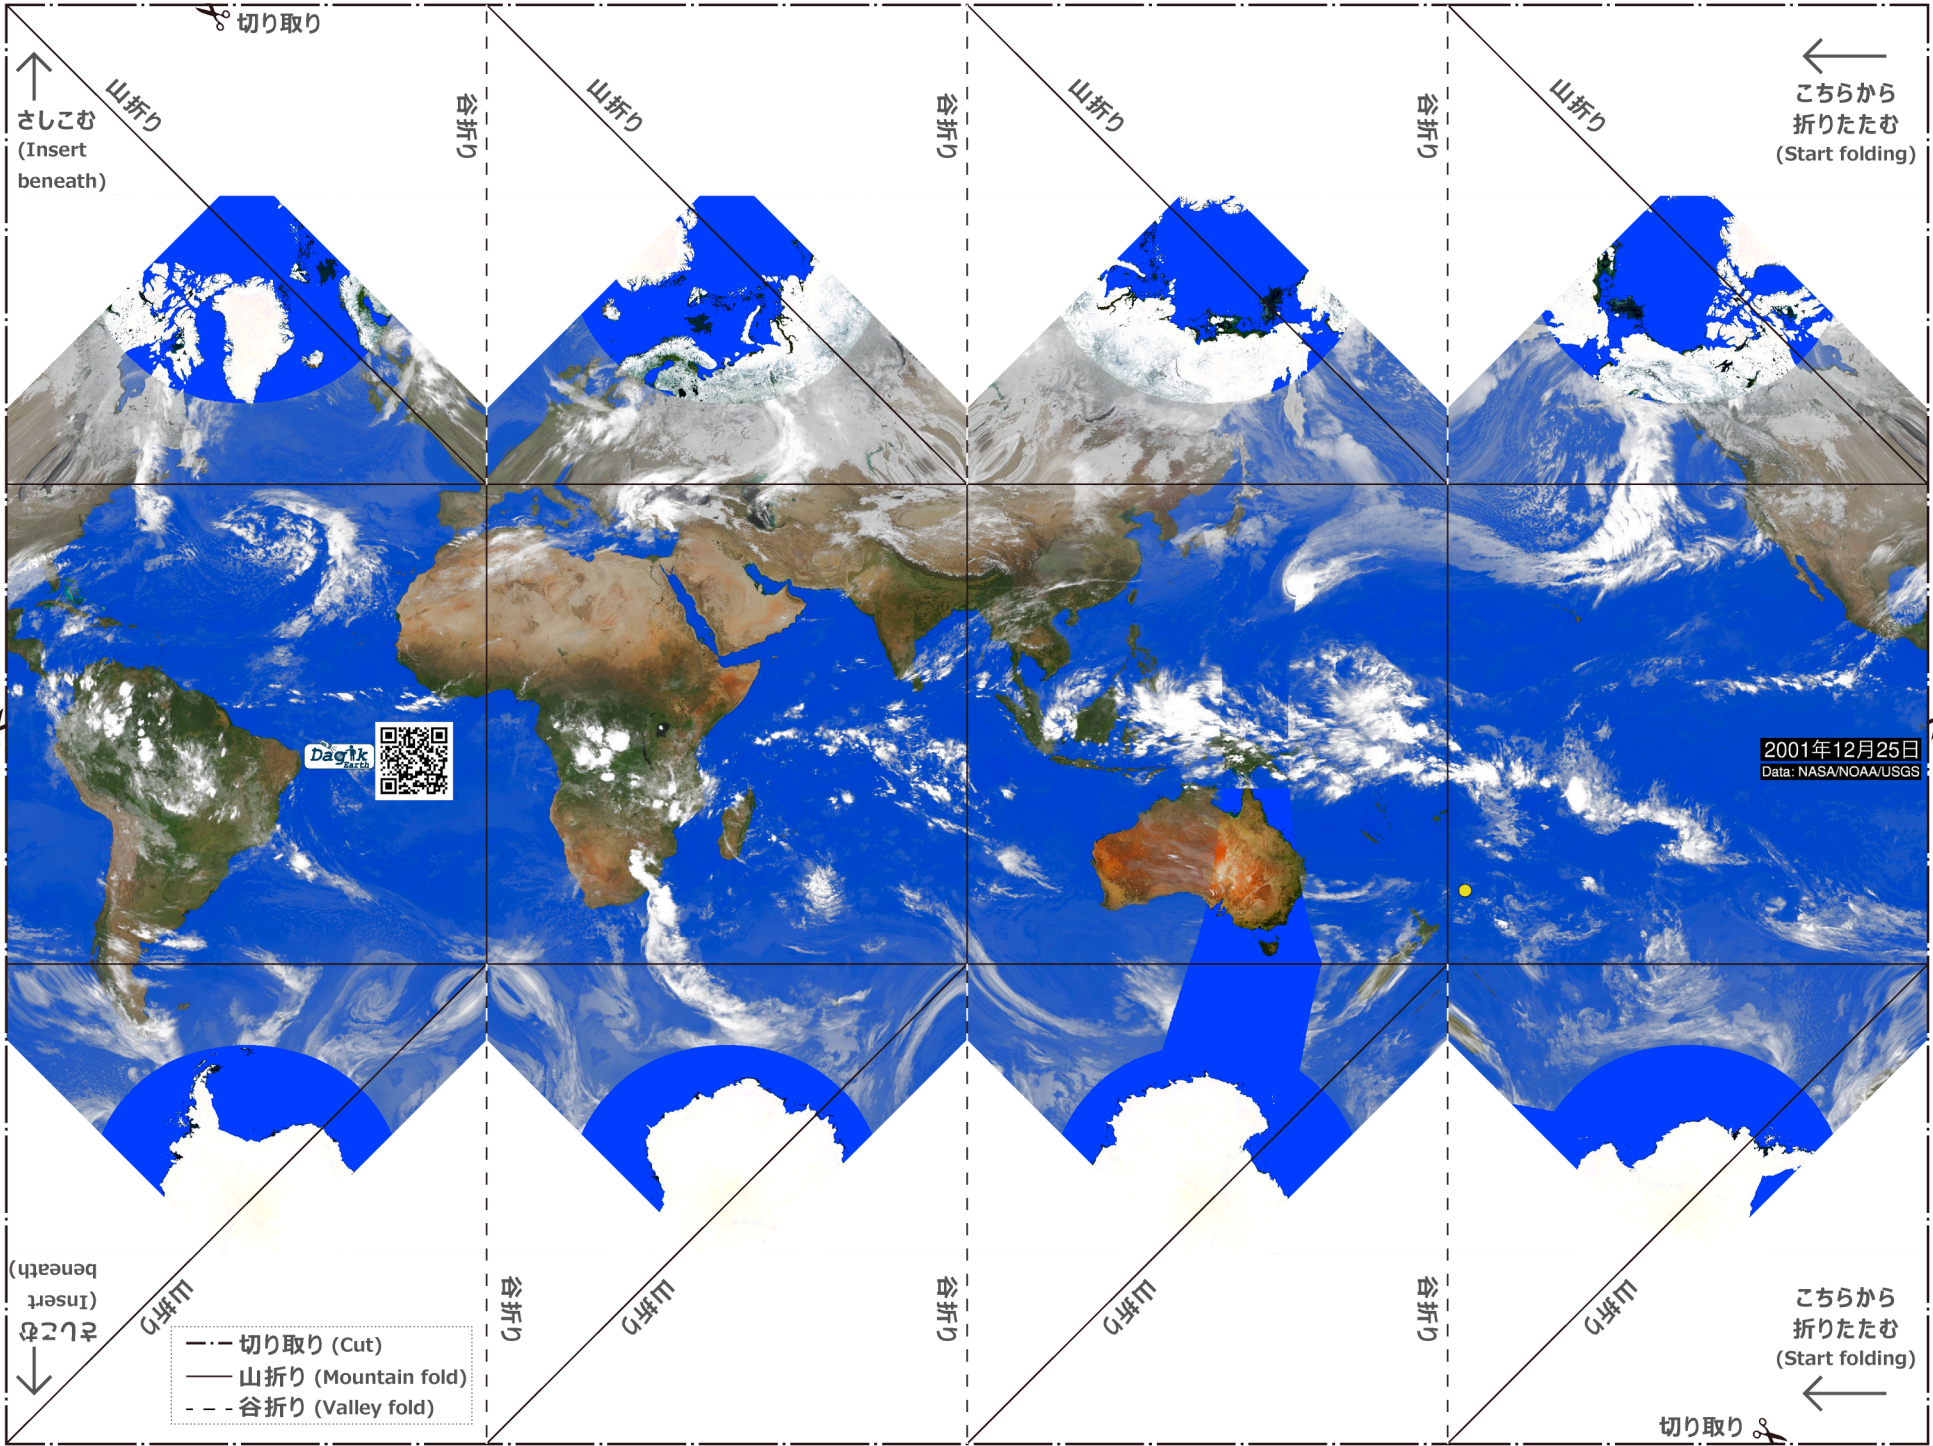 切り取り
山折り
谷折り
山折り
谷折り
山折り
谷折り
山折り
さしこむ
(Insert
beneath)
こちらから
折りたたむ
(Start folding)
Dagik
Earth
2001年12月25日
Data: NASA/NOAA/USGS
さしこむ
(Insert
beneath)
山折り
谷折り
山折り
谷折り
山折り
谷折り
山折り
こちらから
折りたたむ
(Start folding)
切り取り (Cut)
山折り (Mountain fold)
谷折り (Valley fold)
切り取り